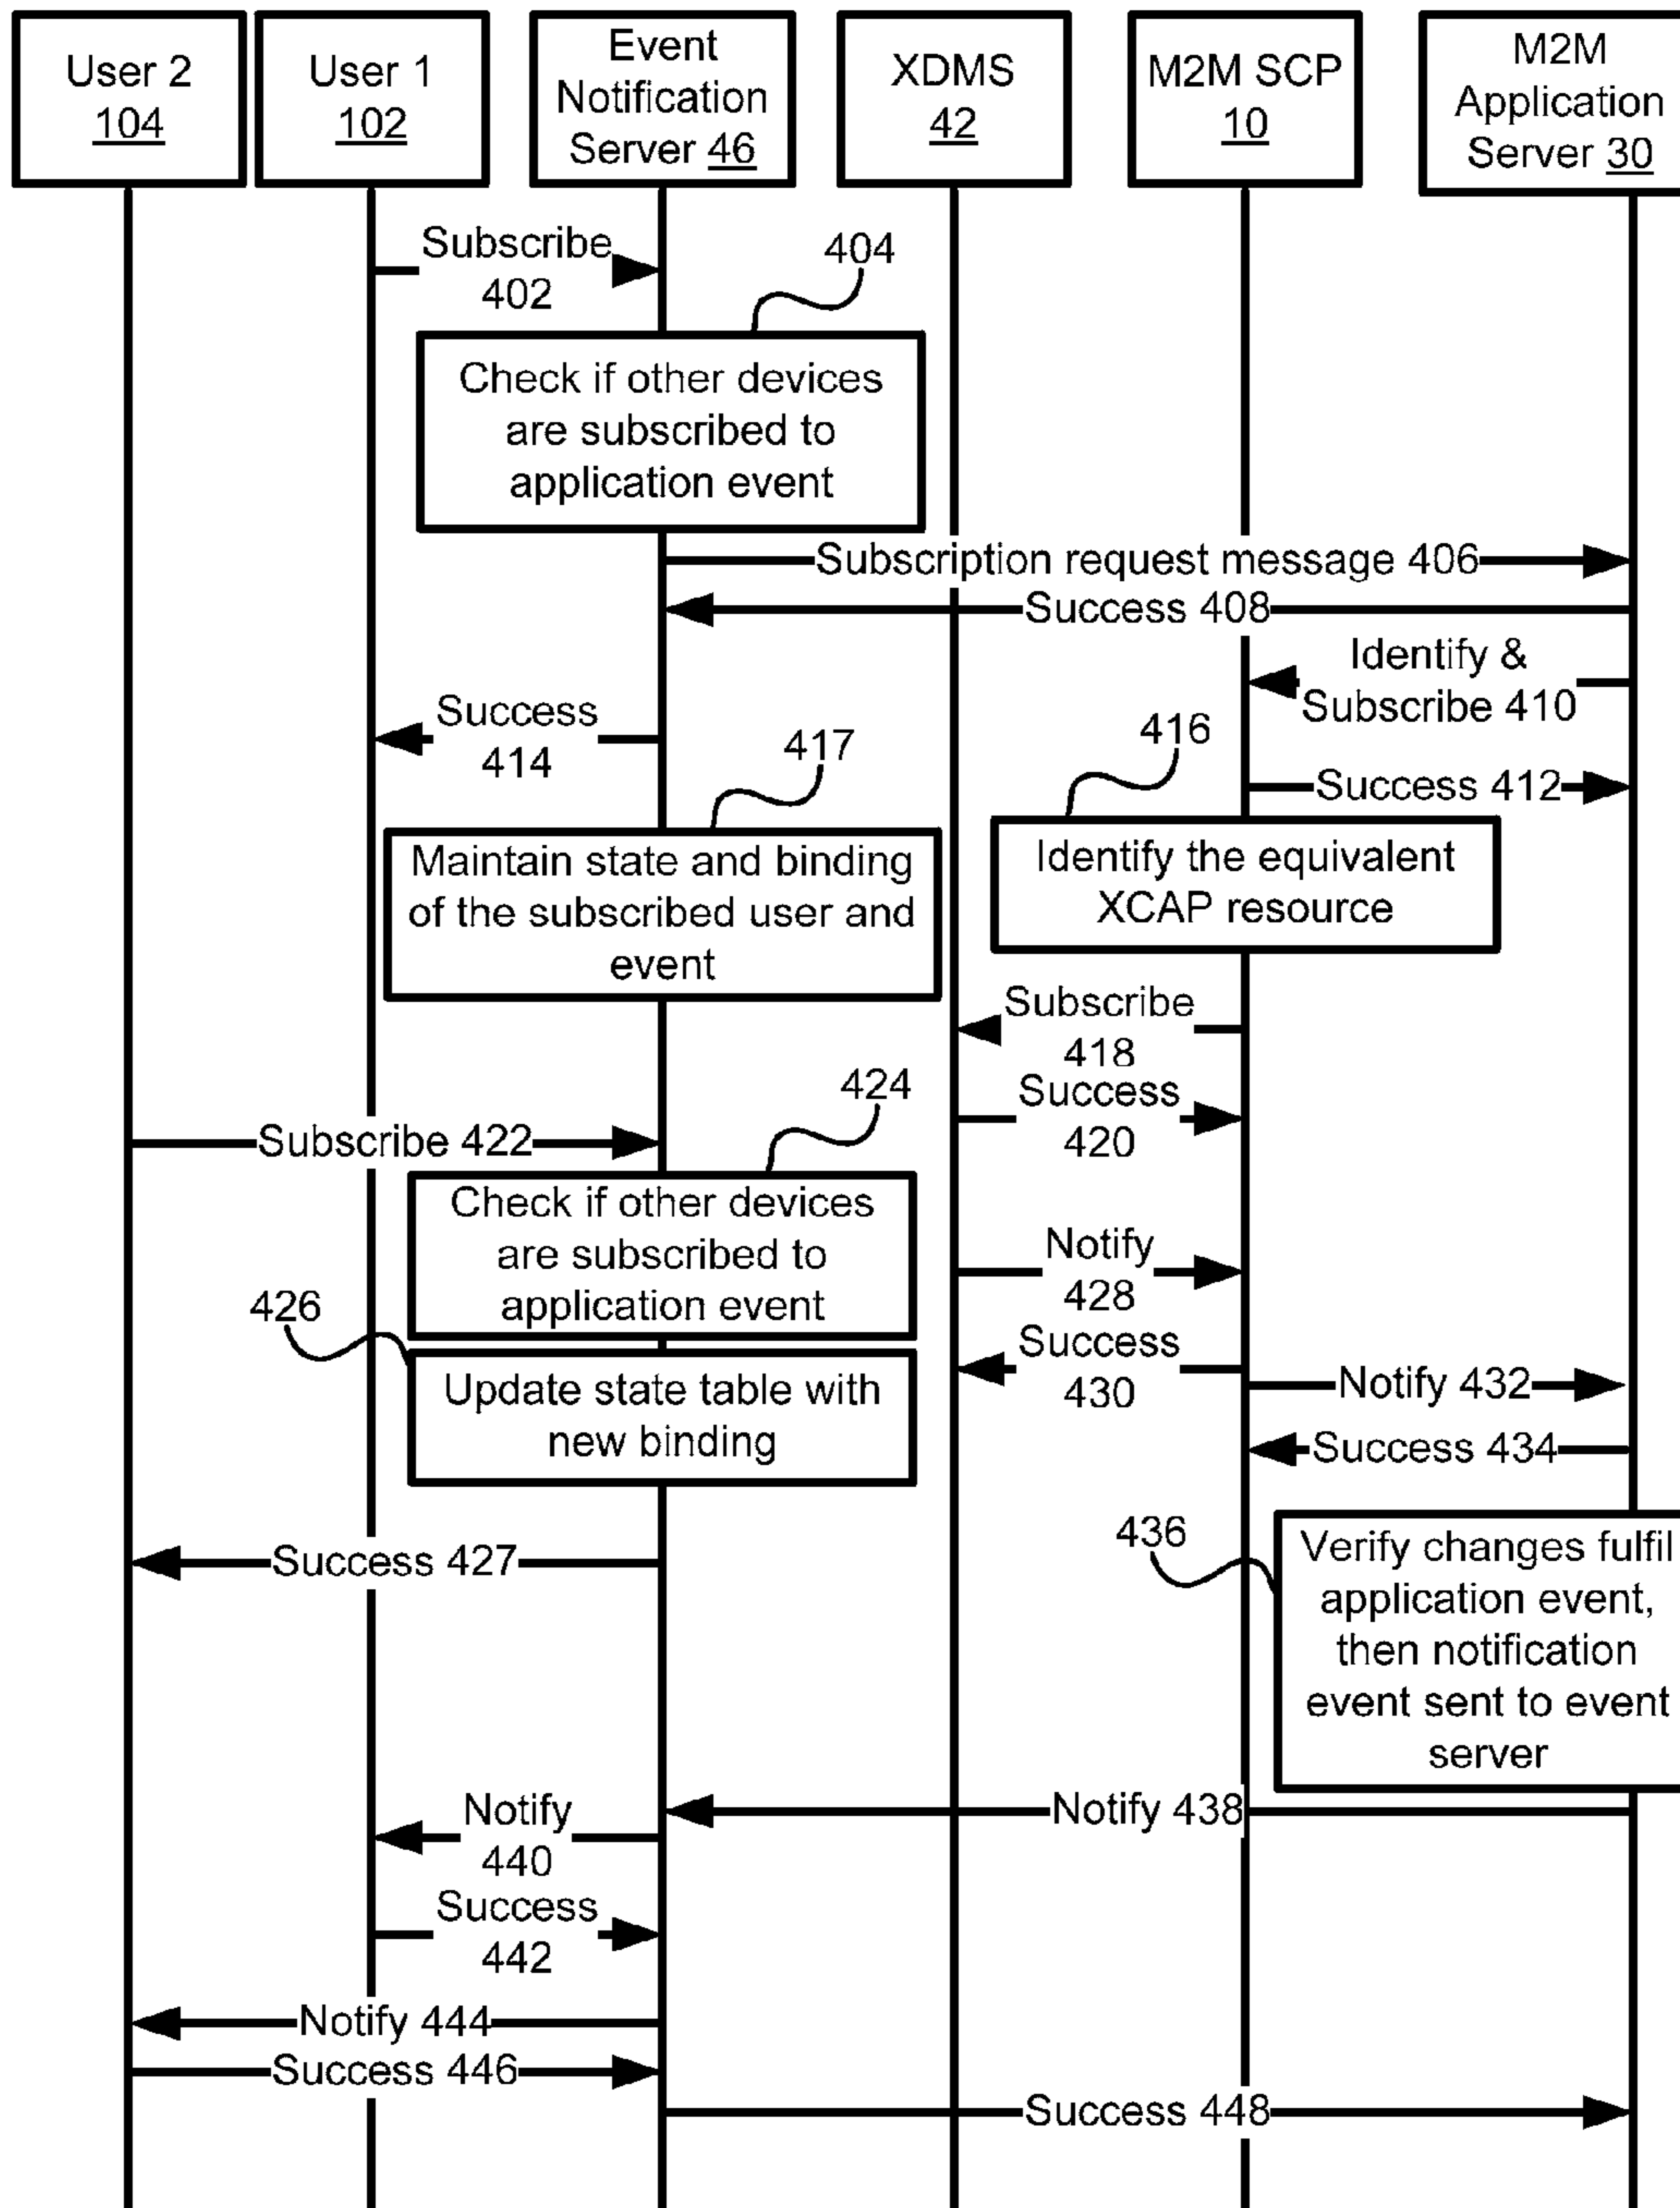 User 2
104
User 1
102
Event
Notification
Server 46
XDMS
42
M2M SCP
10
M2M
Application
Server 30
Subscribe
402
404
Check if other devices
are subscribed to
application event
Subscription request message 406
Success 408
Identify &
Subscribe 410
Success
414
417
416
Success 412
Maintain state and binding
of the subscribed user and
event
Identify the equivalent
XCAP resource
Subscribe
418
Success
420
424
Subscribe 422
Check if other devices
are subscribed to
application event
Notify
428
426
Success
430
Update state table with
new binding
Notify 432
Success 434
436
Verify changes fulfil
application event,
then notification
event sent to event
server
Success 427
Notify 438
Notify
440
Success
442
Notify 444
Success 446
Success 448